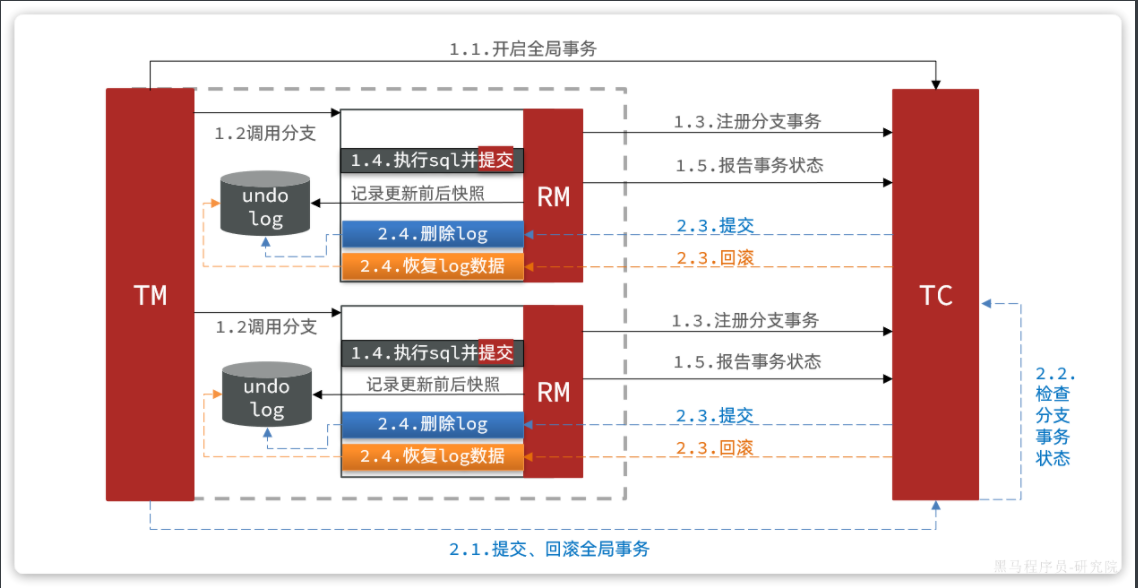 1.1.开启全局事务
1.2调用分支
1.3.注册分支事务
1.4.执行sql并提交
1.5.报告事务状态
undo
log
记录更新前后快照
RM
2.3.提交
2.4.删除log
2.3.回滚
2.4.恢复log数据
TM
TC
1.2调用分支
1.3.注册分支事务
1.4.执行sql并提交
1.5.报告事务状态
undo
log
记录更新前后快照
RM
2.3.提交
2.4.删除log
2.3.回滚
2.4.恢复log数据
2.2.
检查
分支
事务
状态
2.1.提交、回滚全局事务
黑马程序员-研究院